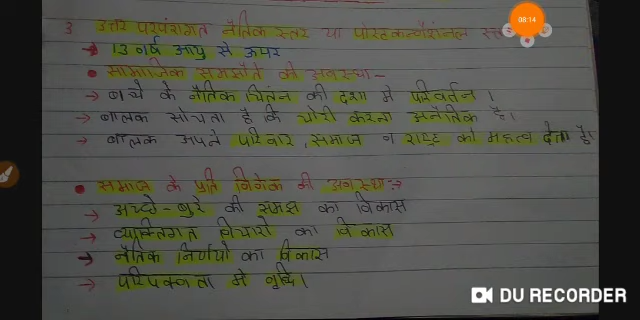 08:14
3 उत्तर परंपरागत नैतिक स्तर या पोस्टकन्वेंशनल स्तर
→ 13 वर्ष आयु से ऊपर
• सामाजिक समझौते की अवस्था -
→ बच्चे के नैतिक चिंतन की दशा में परिवर्तन।
→ बालक सोचता है कि चोरी करना अनैतिक है।
→ बालक अपने परिवार, समाज व राष्ट्र को महत्व देता है।
• समाज के प्रति विवेक की अवस्था :→
→ अच्छे - बुरे की समझ का विकास
→ व्यक्तिगत विचारो का विकास
→ नैतिक निर्णयो का विकास
→ परिपक्वता मे वृद्धि।
DU RECORDER